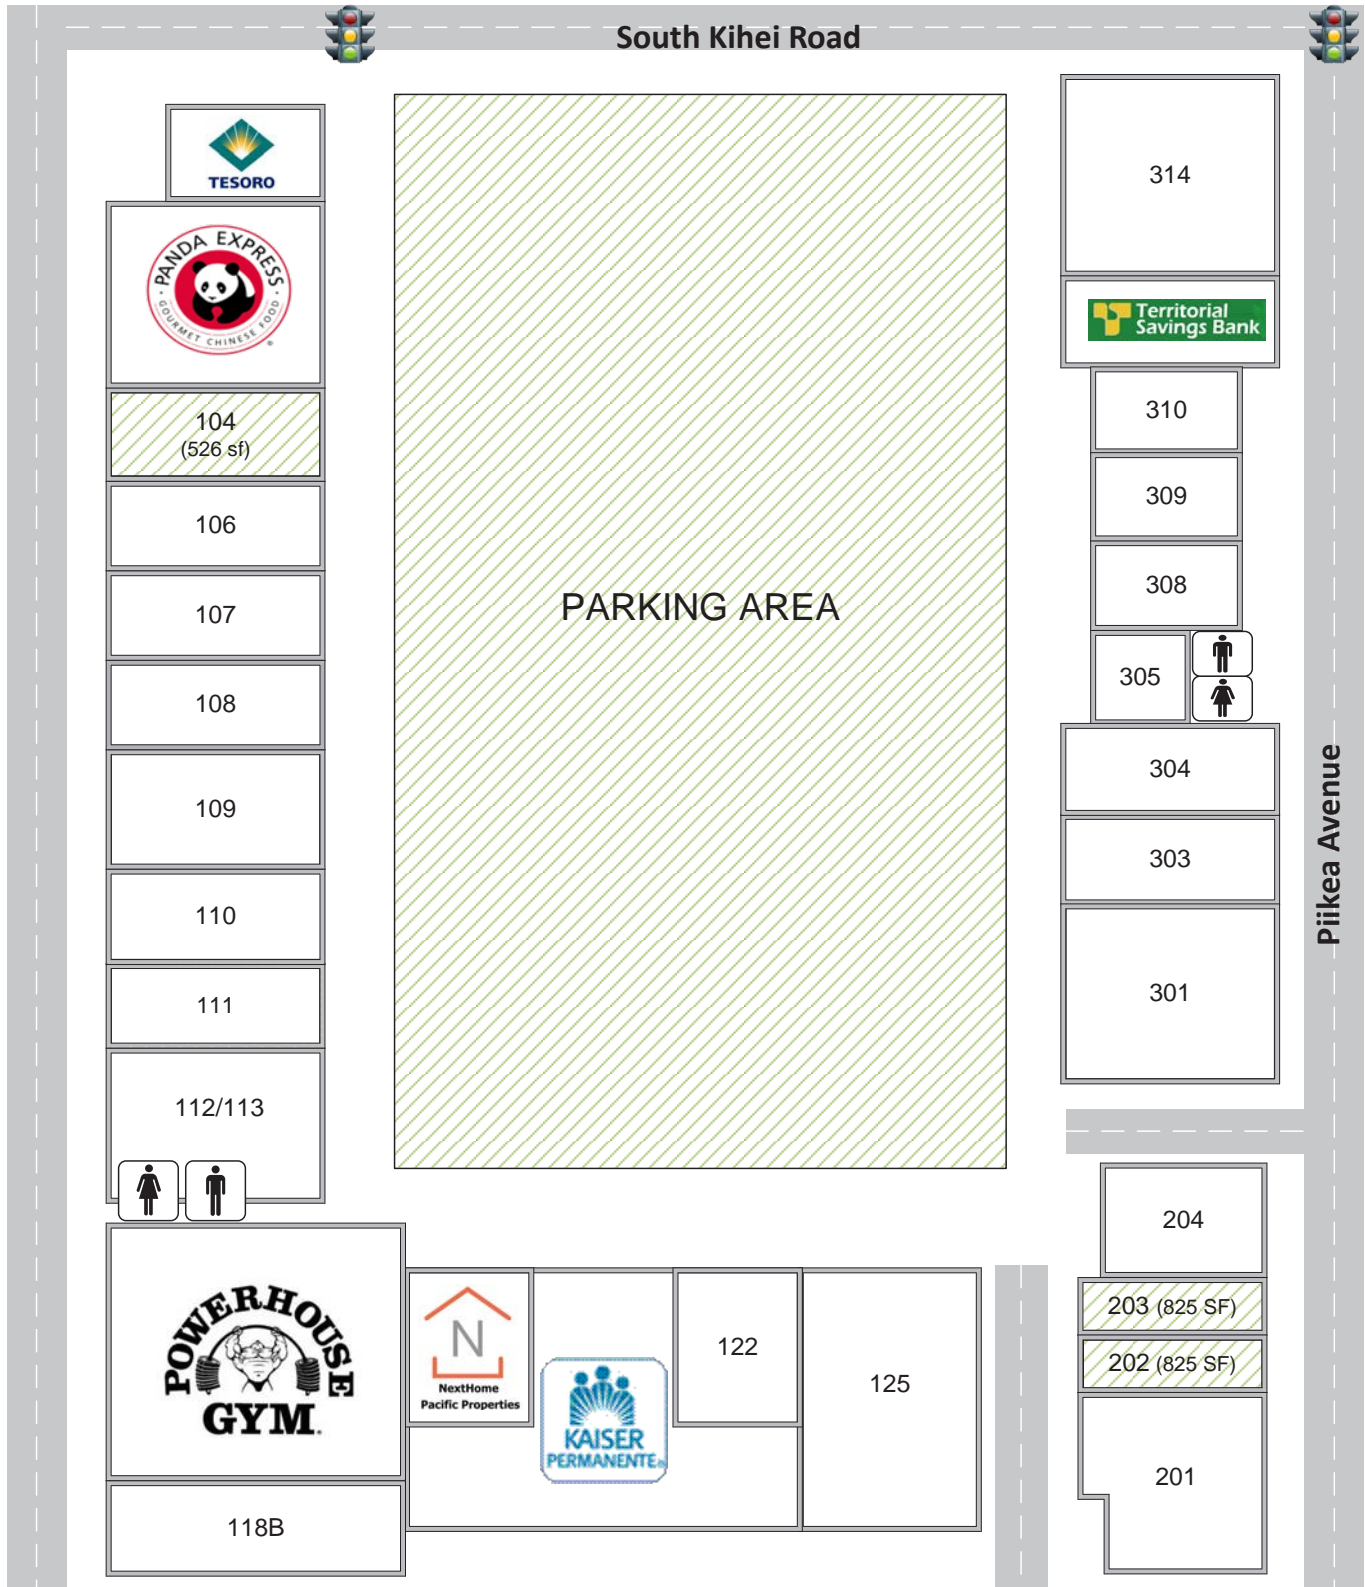 South Kihei Road
TESORO
PANDA EXPRESS
GOURMET CHINESE FOOD
®
104
(526 sf)
106
107
108
109
110
111
112/113
POWERHOUSE
GYM.
118B
PARKING AREA
N
NextHome
Pacific Properties
KAISER
PERMANENTE®
122
125
314
Territorial
Savings Bank
310
309
308
305
304
303
301
Piikea Avenue
204
203 (825 SF)
202 (825 SF)
201